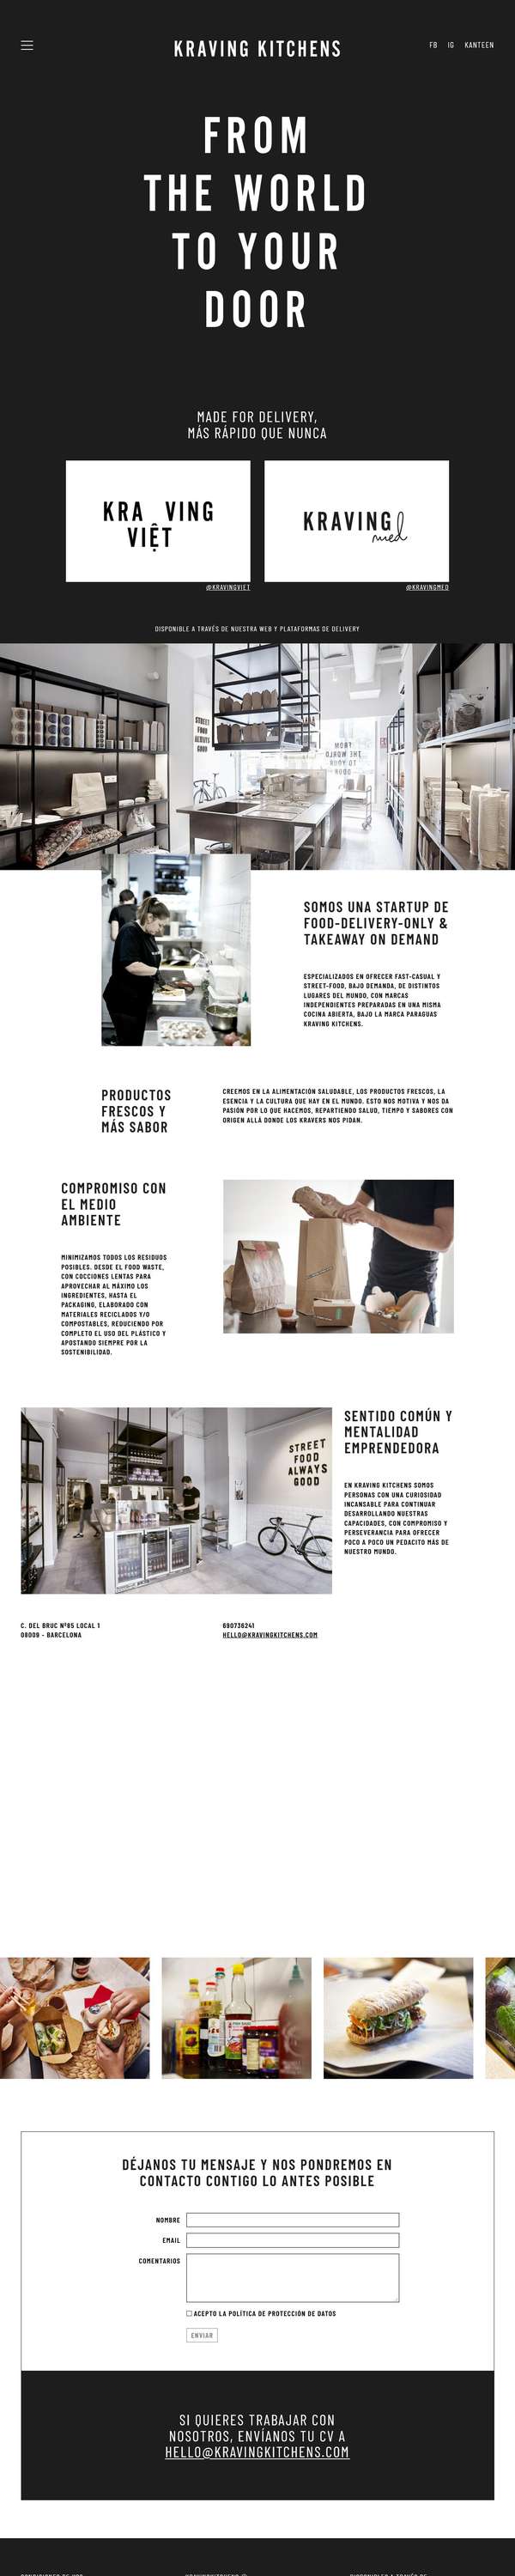 KRAVING KITCHENS
FB IG KANTEEN
FROM
THE WORLD
TO YOUR
DOOR
MADE FOR DELIVERY,
MÁS RÁPIDO QUE NUNCA
KRA VING
VIỆT
KRAVING med
@KRAVINGVIET
@KRAVINGMED
DISPONIBLE A TRAVÉS DE NUESTRA WEB Y PLATAFORMAS DE DELIVERY
STREET
FOOD
ALWAYS
GOOD
FROM
THE WORLD
TO YOUR
DOOR
SOMOS UNA STARTUP DE
FOOD-DELIVERY-ONLY &
TAKEAWAY ON DEMAND
ESPECIALIZADOS EN OFRECER FAST-CASUAL Y
STREET-FOOD, BAJO DEMANDA, DE DISTINTOS
LUGARES DEL MUNDO, CON MARCAS
INDEPENDIENTES PREPARADAS EN UNA MISMA
COCINA ABIERTA, BAJO LA MARCA PARAGUAS
KRAVING KITCHENS.
PRODUCTOS
FRESCOS Y
MÁS SABOR
CREEMOS EN LA ALIMENTACIÓN SALUDABLE, LOS PRODUCTOS FRESCOS, LA
ESENCIA Y LA CULTURA QUE HAY EN EL MUNDO. ESTO NOS MOTIVA Y NOS DA
PASIÓN POR LO QUE HACEMOS, REPARTIENDO SALUD, TIEMPO Y SABORES CON
ORIGEN ALLÁ DONDE LOS KRAVERS NOS PIDAN.
COMPROMISO CON
EL MEDIO
AMBIENTE
MINIMIZAMOS TODOS LOS RESIDUOS
POSIBLES. DESDE EL FOOD WASTE,
CON COCCIONES LENTAS PARA
APROVECHAR AL MÁXIMO LOS
INGREDIENTES, HASTA EL
PACKAGING, ELABORADO CON
MATERIALES RECICLADOS Y/O
COMPOSTABLES, REDUCIENDO POR
COMPLETO EL USO DEL PLÁSTICO Y
APOSTANDO SIEMPRE POR LA
SOSTENIBILIDAD.
STREET
FOOD
ALWAYS
GOOD
SENTIDO COMÚN Y
MENTALIDAD
EMPRENDEDORA
EN KRAVING KITCHENS SOMOS
PERSONAS CON UNA CURIOSIDAD
INCANSABLE PARA CONTINUAR
DESARROLLANDO NUESTRAS
CAPACIDADES, CON COMPROMISO Y
PERSEVERANCIA PARA OFRECER
POCO A POCO UN PEDACITO MÁS DE
NUESTRO MUNDO.
C. DEL BRUC Nº85 LOCAL 1
08009 - BARCELONA
690736241
HELLO@KRAVINGKITCHENS.COM
DÉJANOS TU MENSAJE Y NOS PONDREMOS EN
CONTACTO CONTIGO LO ANTES POSIBLE
NOMBRE
EMAIL
COMENTARIOS
ACEPTO LA POLÍTICA DE PROTECCIÓN DE DATOS
ENVIAR
SI QUIERES TRABAJAR CON
NOSOTROS, ENVÍANOS TU CV A
HELLO@KRAVINGKITCHENS.COM